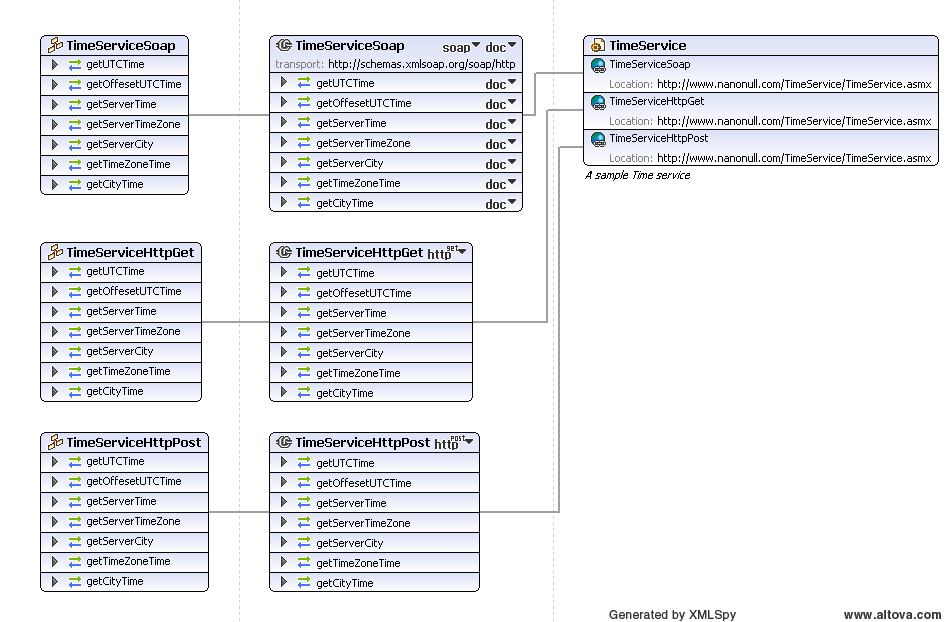 TimeServiceSoap
getUTCTime
getOffesetUTCTime
getServerTime
getServerTimeZone
getServerCity
getTimeZoneTime
getCityTime
TimeServiceSoap soap doc
transport: http://schemas.xmlsoap.org/soap/http
getUTCTime doc
getOffesetUTCTime doc
getServerTime doc
getServerTimeZone doc
getServerCity doc
getTimeZoneTime doc
getCityTime doc
TimeService
TimeServiceSoap
Location: http://www.nanonull.com/TimeService/TimeService.asmx
TimeServiceHttpGet
Location: http://www.nanonull.com/TimeService/TimeService.asmx
TimeServiceHttpPost
Location: http://www.nanonull.com/TimeService/TimeService.asmx
A sample Time service
TimeServiceHttpGet
getUTCTime
getOffesetUTCTime
getServerTime
getServerTimeZone
getServerCity
getTimeZoneTime
getCityTime
TimeServiceHttpGet http get
getUTCTime
getOffesetUTCTime
getServerTime
getServerTimeZone
getServerCity
getTimeZoneTime
getCityTime
TimeServiceHttpPost
getUTCTime
getOffesetUTCTime
getServerTime
getServerTimeZone
getServerCity
getTimeZoneTime
getCityTime
TimeServiceHttpPost http post
getUTCTime
getOffesetUTCTime
getServerTime
getServerTimeZone
getServerCity
getTimeZoneTime
getCityTime
Generated by XMLSpy
www.altova.com